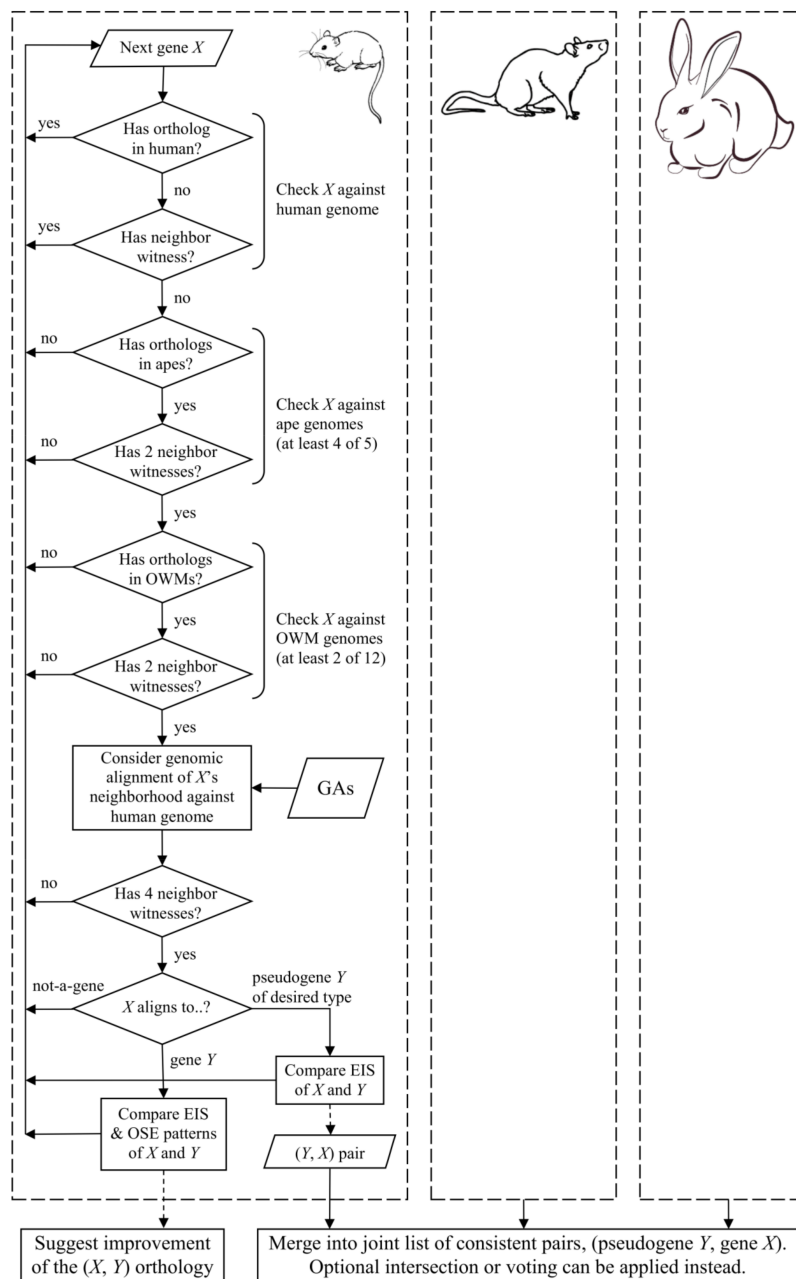 Next gene X
yes
Has ortholog
in human?
no
Check X against
human genome
yes
Has neighbor
witness?
no
no
Has orthologs
in apes?
yes
Check X against
ape genomes
(at least 4 of 5)
no
Has 2 neighbor
witnesses?
yes
no
Has orthologs
in OWMs?
yes
Check X against
OWM genomes
(at least 2 of 12)
no
Has 2 neighbor
witnesses?
yes
Consider genomic
alignment of X's
neighborhood against
human genome
GAs
no
Has 4 neighbor
witnesses?
yes
not-a-gene
X aligns to..?
pseudogene Y
of desired type
gene Y
Compare EIS
of X and Y
Compare EIS
& OSE patterns
of X and Y
(Y, X) pair
Suggest improvement
of the (X, Y) orthology
Merge into joint list of consistent pairs, (pseudogene Y, gene X).
Optional intersection or voting can be applied instead.